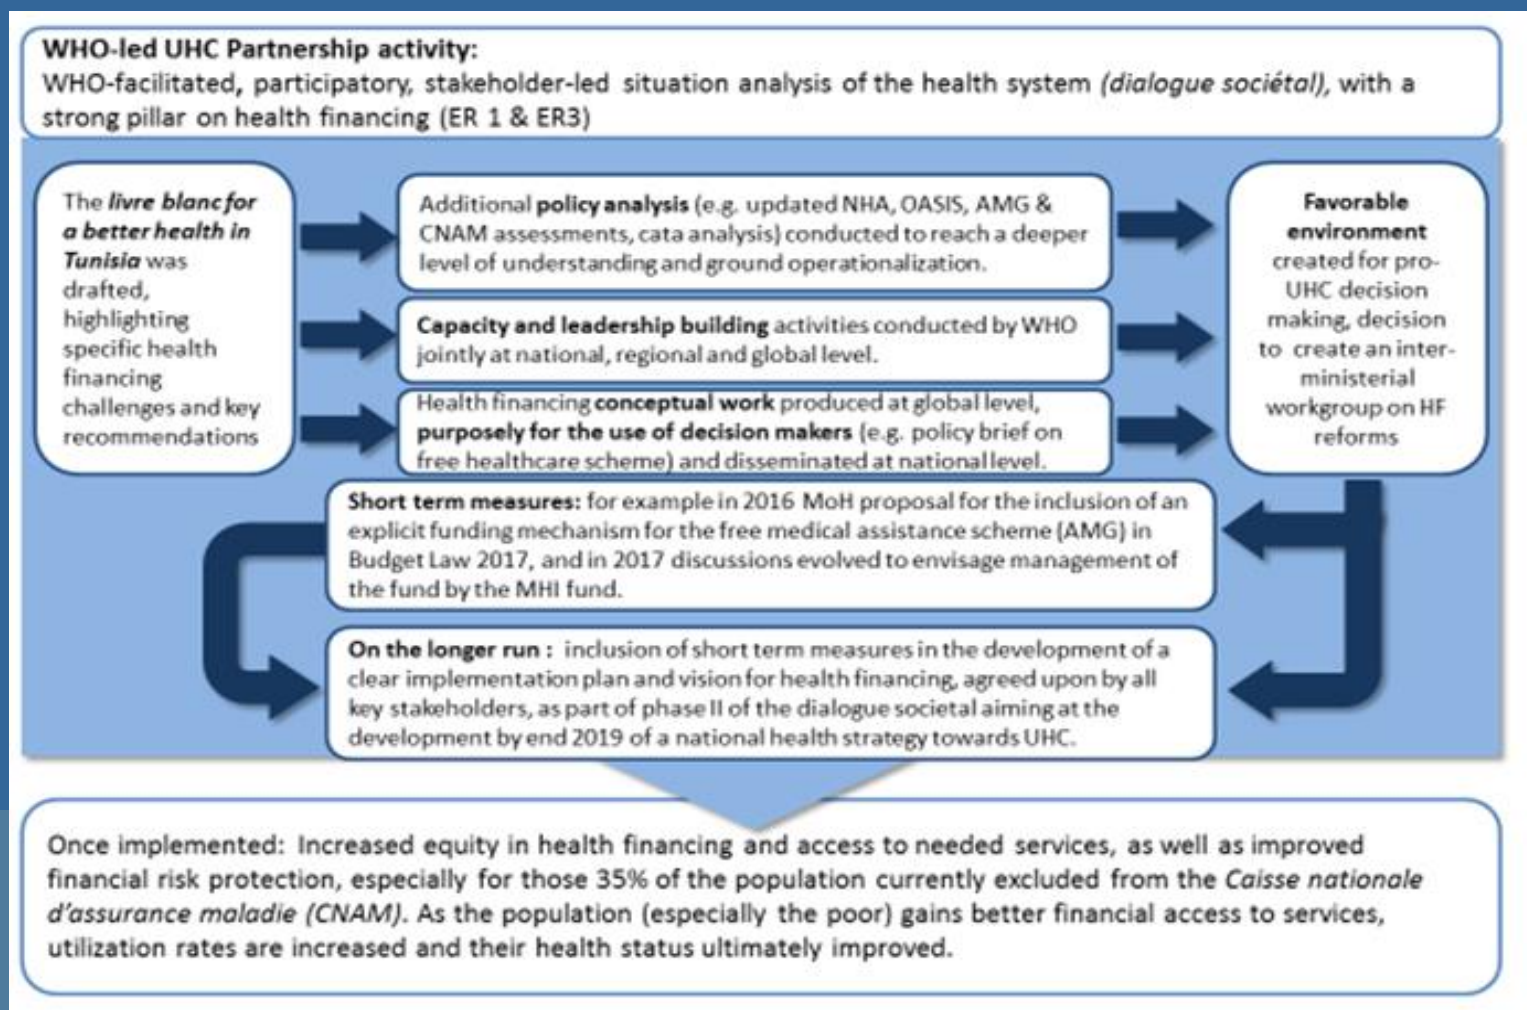 WHO-led UHC Partnership activity:
WHO-facilitated, participatory, stakeholder-led situation analysis of the health system (dialogue sociétal), with a
strong pillar on health financing (ER 1 & ER3)
The livre blanc for
a better health in
Tunisia was
drafted,
highlighting
specific health
financing
challenges and key
recommendations
Additional policy analysis (e.g. updated NHA, OASIS, AMG &
CNAM assessments, cata analysis) conducted to reach a deeper
level of understanding and ground operationalization.
Capacity and leadership building activities conducted by WHO
jointly at national, regional and global level.
Health financing conceptual work produced at global level,
purposely for the use of decision makers (e.g. policy brief on
free healthcare scheme) and disseminated at national level.
Favorable
environment
created for pro-
UHC decision
making, decision
to create an inter-
ministerial
workgroup on HF
reforms
Short term measures: for example in 2016 MoH proposal for the inclusion of an
explicit funding mechanism for the free medical assistance scheme (AMG) in
Budget Law 2017, and in 2017 discussions evolved to envisage management of
the fund by the MHI fund.
On the longer run : inclusion of short term measures in the development of a
clear implementation plan and vision for health financing, agreed upon by all
key stakeholders, as part of phase II of the dialogue societal aiming at the
development by end 2019 of a national health strategy towards UHC.
Once implemented: Increased equity in health financing and access to needed services, as well as improved
financial risk protection, especially for those 35% of the population currently excluded from the Caisse nationale
d'assurance maladie (CNAM). As the population (especially the poor) gains better financial access to services,
utilization rates are increased and their health status ultimately improved.